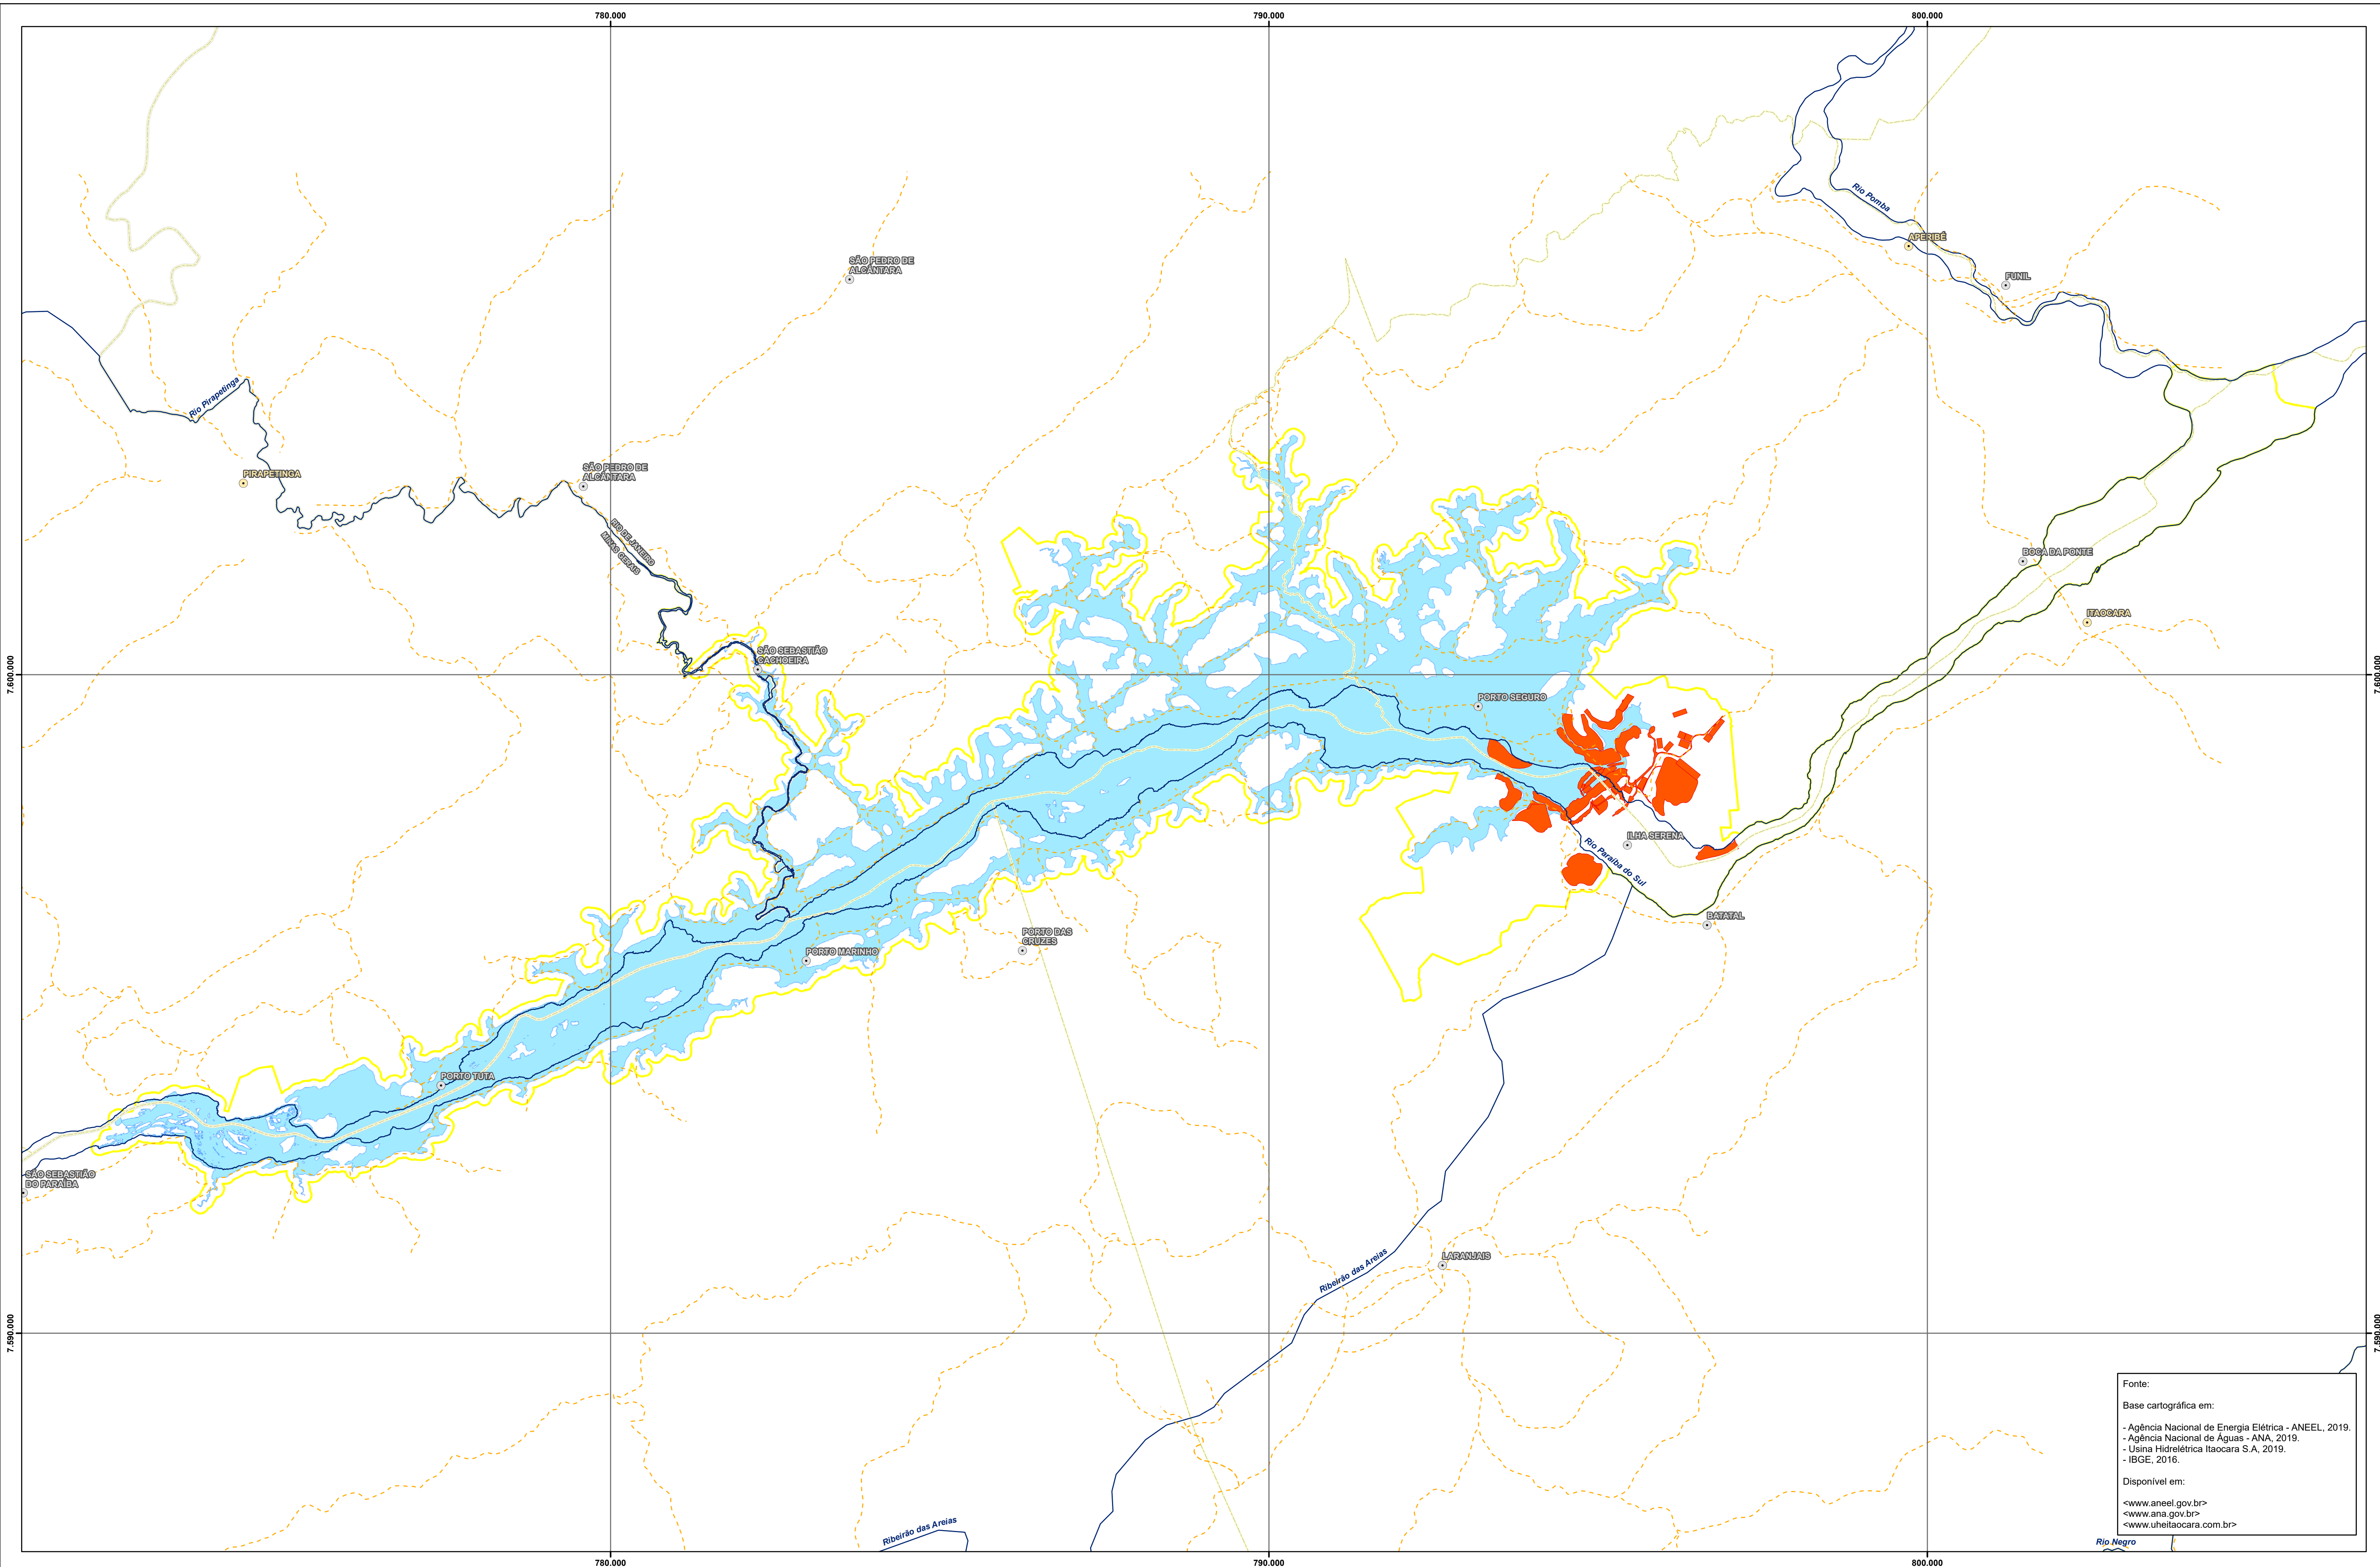 780.000
790.000
800.000
Rio Pomba
APERIBÉ
SÃO PEDRO DE
ALCÂNTARA
FUNIL
Rio Pirapetinga
PIRAPETINGA
SÃO PEDRO DE
ALCÂNTARA
RIO DE JANEIRO
MINAS GERAIS
BOCA DA PONTE
ITAOCARA
SÃO SEBASTIÃO
CACHOEIRA
7.600.000
7.600.000
PORTO SEGURO
ILHA SERENA
Rio Paraíba do Sul
BATATAL
PORTO DAS
CRUZES
PORTO MARINHO
PORTO TUTA
SÃO SEBASTIÃO
DO PARAÍBA
LARANJAIS
Ribeirão das Areias
7.590.000
7.590.000
Fonte:
Base cartográfica em:
- Agência Nacional de Energia Elétrica - ANEEL, 2019.
- Agência Nacional de Águas - ANA, 2019.
- Usina Hidrelétrica Itaocara S.A, 2019.
- IBGE, 2016.
Disponível em:
<www.aneel.gov.br>
<www.ana.gov.br>
<www.uheitaocara.com.br>
Ribeirão das Areias
Rio Negro
780.000
790.000
800.000